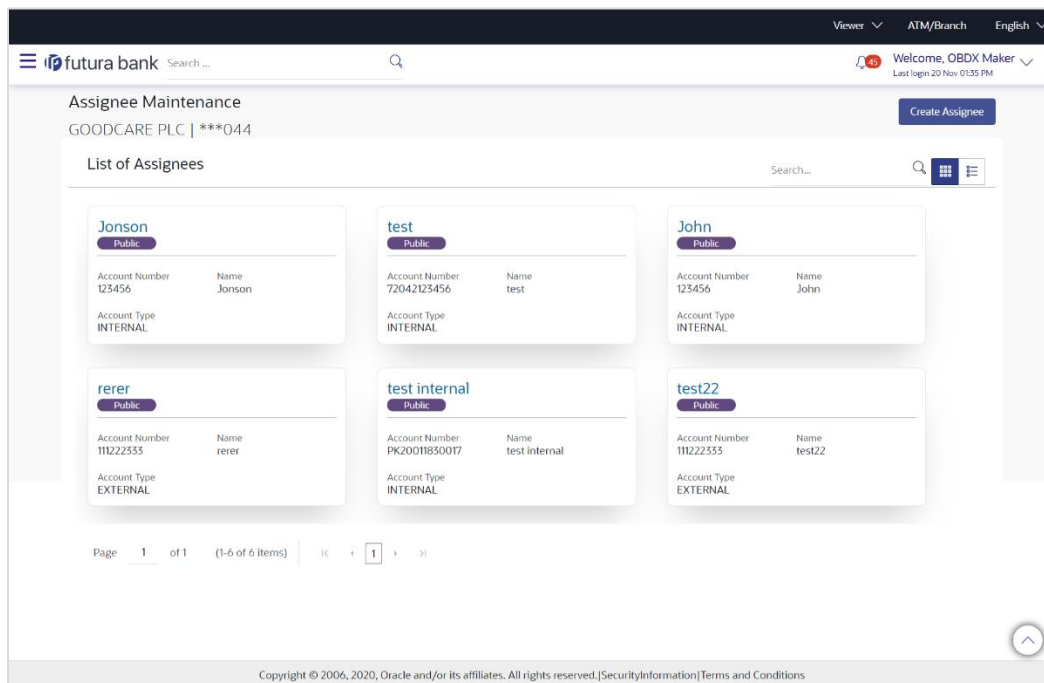 Viewer ATM/Branch English
futura bank Search ... 45 Welcome, OBDX Maker
Last login 20 Nov 01:35 PM
Assignee Maintenance Create Assignee
GOODCARE PLC | ***044
List of Assignees Search...
Jonson test John
Public Public Public
Account Number Name Account Number Name Account Number Name
123456 Jonson 72042123456 test 123456 John
Account Type Account Type Account Type
INTERNAL INTERNAL INTERNAL
rerer test internal test22
Public Public Public
Account Number Name Account Number Name Account Number Name
111222333 rerer PK20011830017 test internal 111222333 test22
Account Type Account Type Account Type
EXTERNAL INTERNAL EXTERNAL
Page 1 of 1 (1-6 of 6 items) 1
Copyright © 2006, 2020, Oracle and/or its affiliates. All rights reserved.|SecurityInformation|Terms and Conditions